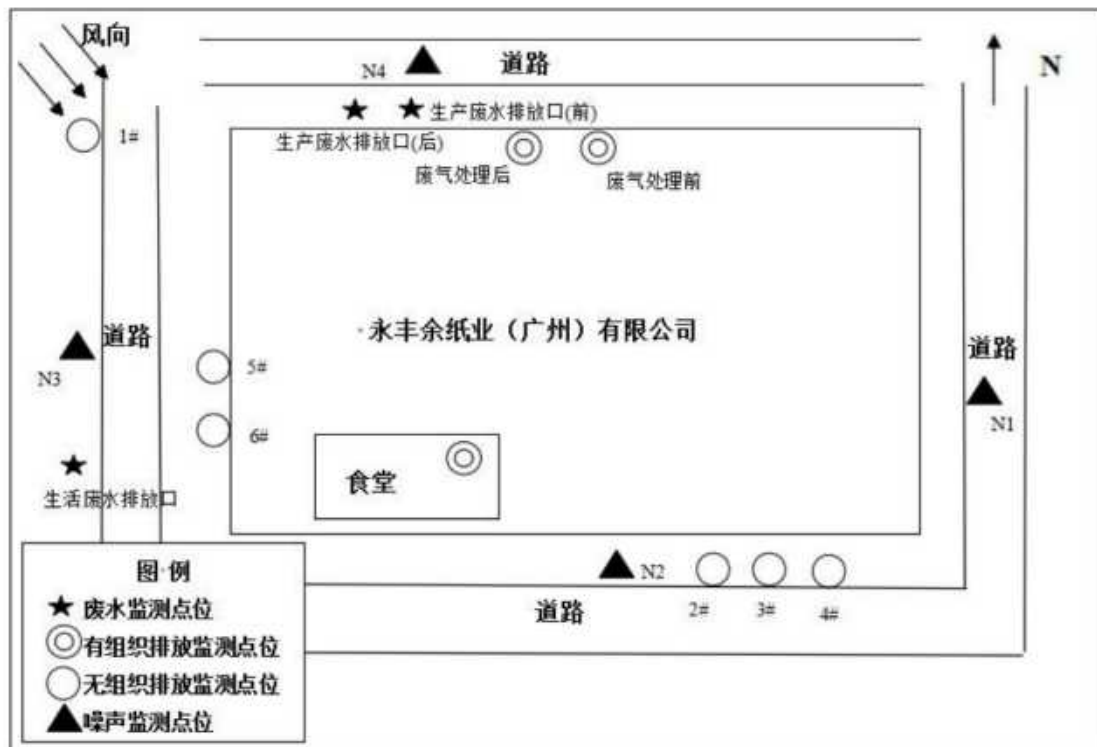 风向
N
N4
道路
生产废水排放口(前)
1#
生产废水排放口(后)
废气处理后
废气处理前
·永丰余纸业（广州）有限公司
道路
道路
N3
5#
N1
6#
食堂
生活废水排放口
N2
图·例
道路
2#
3#
4#
废水监测点位
有组织排放监测点位
无组织排放监测点位
噪声监测点位